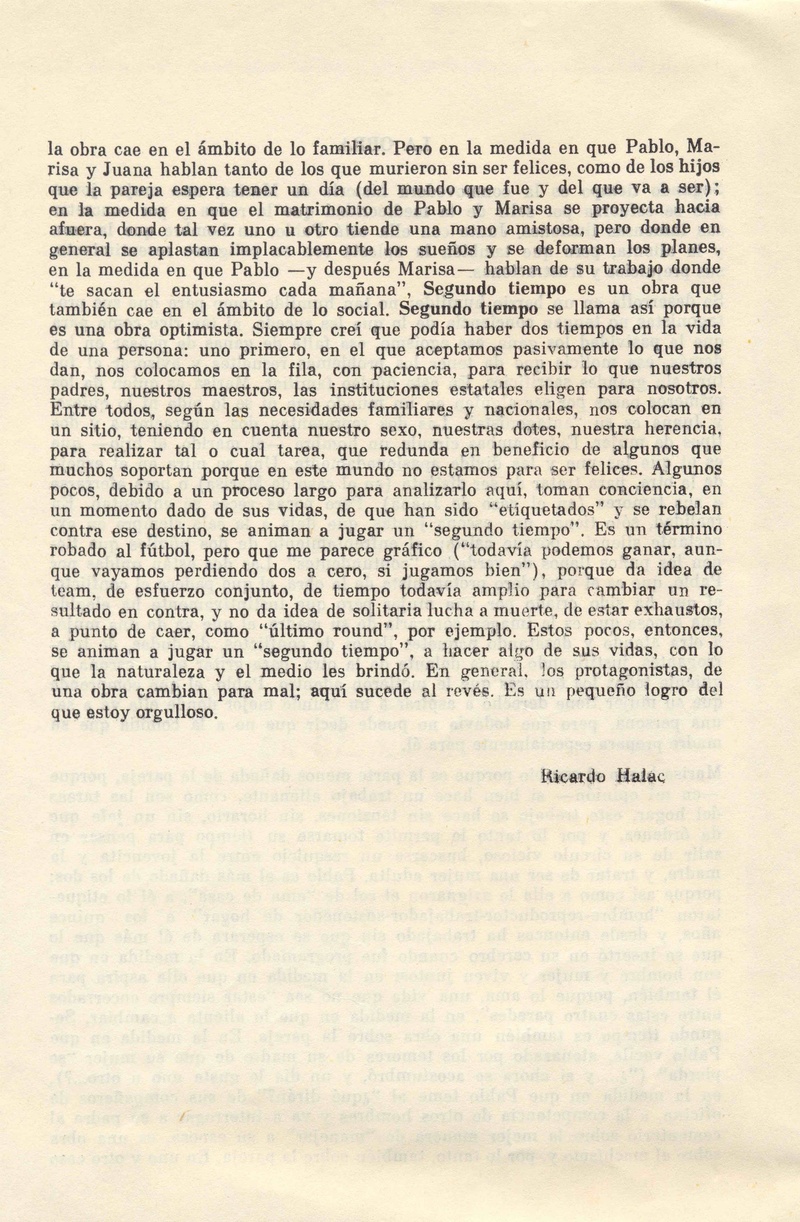 la obra cae en el ámbito de lo familiar. Pero en la medida en que Pablo, Ma-
risa y Juana hablan tanto de los que murieron sin ser felices, como de los hijos
que la pareja espera tener un día (del mundo que fue y del que va a ser);
en la medida en que el matrimonio de Pablo y Marisa se proyecta hacia
afuera, donde tal vez uno u otro tiende una mano amistosa, pero donde en
general se aplastan implacablemente los sueños y se deforman los planes,
en la medida en que Pablo —y después Marisa— hablan de su trabajo donde
“te sacan el entusiasmo cada mañana”, Segundo tiempo es un obra que
también cae en el ámbito de lo social. Segundo tiempo se llama así porque
es una obra optimista. Siempre creí que podía haber dos tiempos en la vida
de una persona: uno primero, en el que aceptamos pasivamente lo que nos
dan, nos colocamos en la fila, con paciencia, para recibir lo que nuestros
padres, nuestros maestros, las instituciones estatales eligen para nosotros.
Entre todos, según las necesidades familiares y nacionales, nos colocan en
un sitio, teniendo en cuenta nuestro sexo, nuestras dotes, nuestra herencia,
para realizar tal o cual tarea, que redunda en beneficio de algunos que
muchos soportan porque en este mundo no estamos para ser felices. Algunos
pocos, debido a un proceso largo para analizarlo aquí, toman conciencia, en
un momento dado de sus vidas, de que han sido “etiquetados” y se rebelan
contra ese destino, se animan a jugar un “segundo tiempo”. Es un término
robado al fútbol, pero que me parece gráfico (“todavía podemos ganar, aun-
que vayamos perdiendo dos a cero, si jugamos bien”), porque da idea de
team, de esfuerzo conjunto, de tiempo todavía amplio para cambiar un re-
sultado en contra, y no da idea de solitaria lucha a muerte, de estar exhaustos,
a punto de caer, como “último round”, por ejemplo. Estos pocos, entonces,
se animan a jugar un “segundo tiempo”, a hacer algo de sus vidas, con lo
que la naturaleza y el medio les brindó. En general, los protagonistas, de
una obra cambian para mal; aquí sucede al revés. Es un pequeño logro del
que estoy orgulloso.
Ricardo Halac